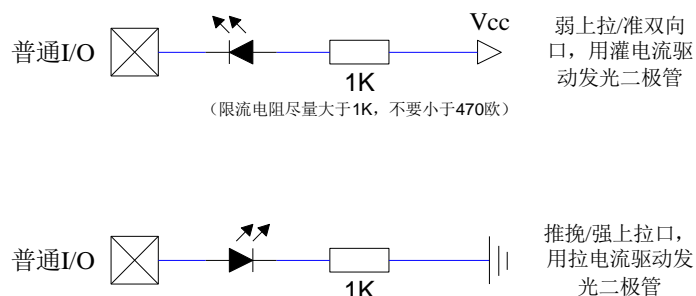 普通I/O
1K
Vcc
弱上拉/准双向
口，用灌电流驱
动发光二极管
（限流电阻尽量大于1K，不要小于470欧）
普通I/O
1K
推挽/强上拉口，
用拉电流驱动发
光二极管